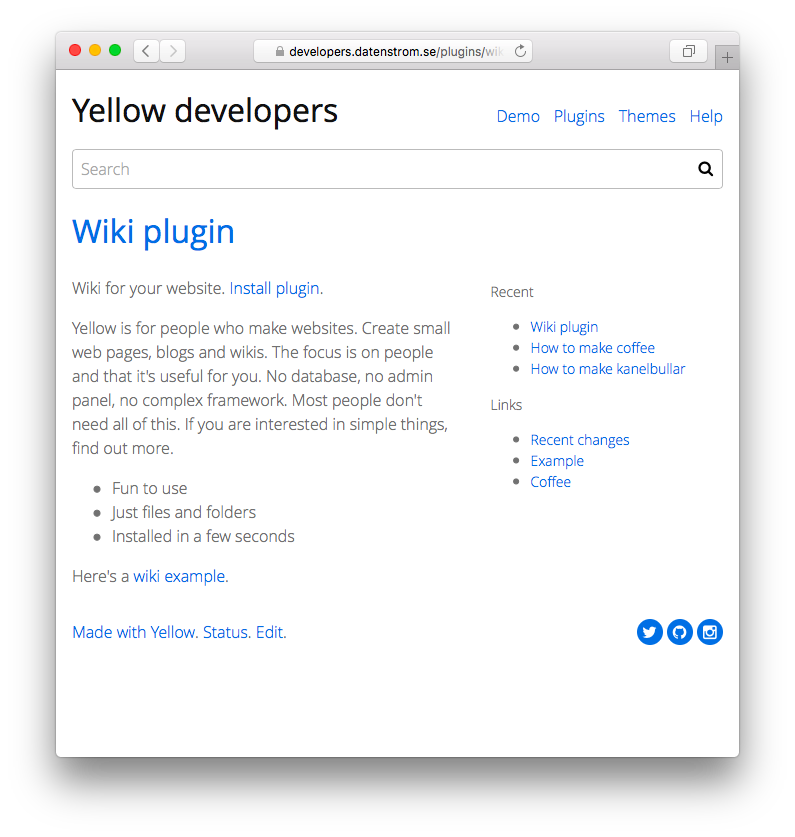 developers.datenstrom.se/plugins/wik
Yellow developers
Demo Plugins Themes Help
Search
Wiki plugin
Wiki for your website. Install plugin.
Yellow is for people who make websites. Create small
web pages, blogs and wikis. The focus is on people
and that it's useful for you. No database, no admin
panel, no complex framework. Most people don't
need all of this. If you are interested in simple things,
find out more.
Fun to use
Just files and folders
Installed in a few seconds
Here's a wiki example.
Recent
Wiki plugin
How to make coffee
How to make kanelbullar
Links
Recent changes
Example
Coffee
Made with Yellow. Status. Edit.